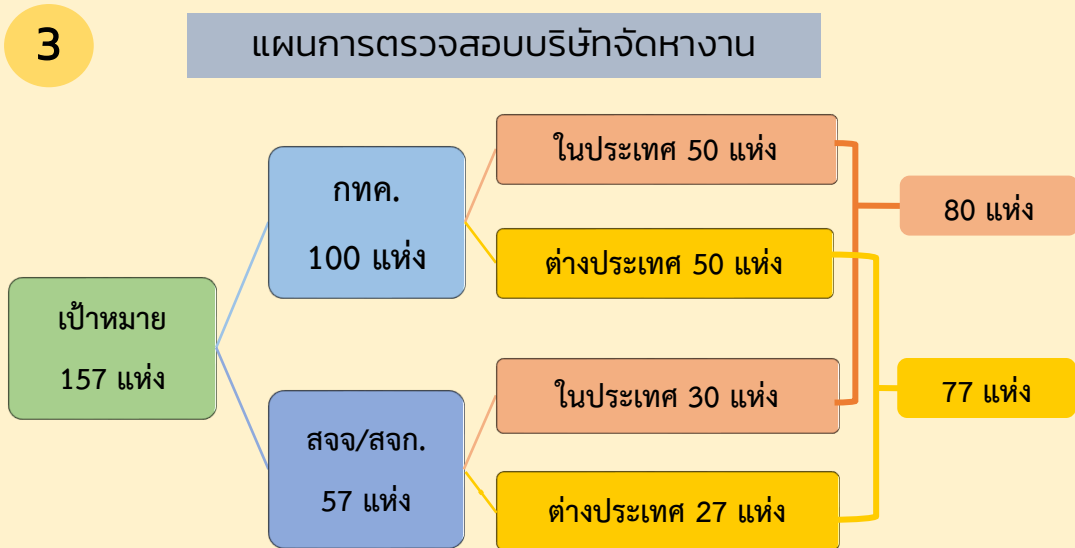 3
แผนการตรวจสอบบริษัทจัดหางาน
เป้าหมาย
157 แห่ง
กทค.
100 แห่ง
ในประเทศ 50 แห่ง
ต่างประเทศ 50 แห่ง
สจจ/สจก.
57 แห่ง
ในประเทศ 30 แห่ง
ต่างประเทศ 27 แห่ง
80 แห่ง
77 แห่ง